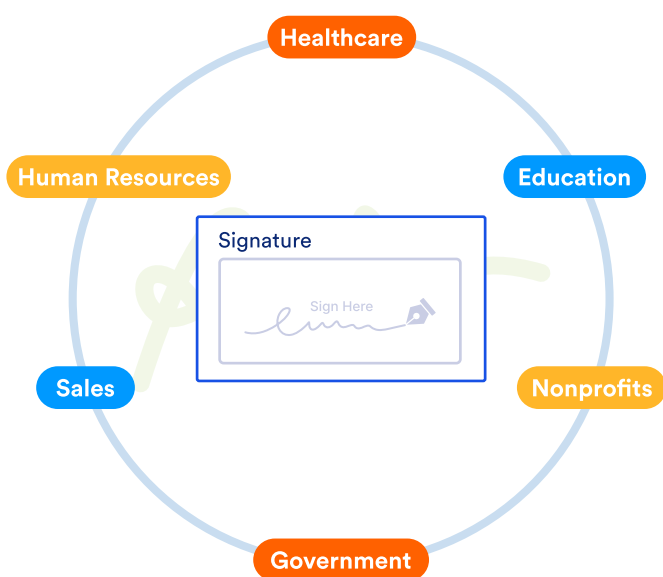 Healthcare
Human Resources
Education
Signature
Sign Here
Sales
Nonprofits
Government